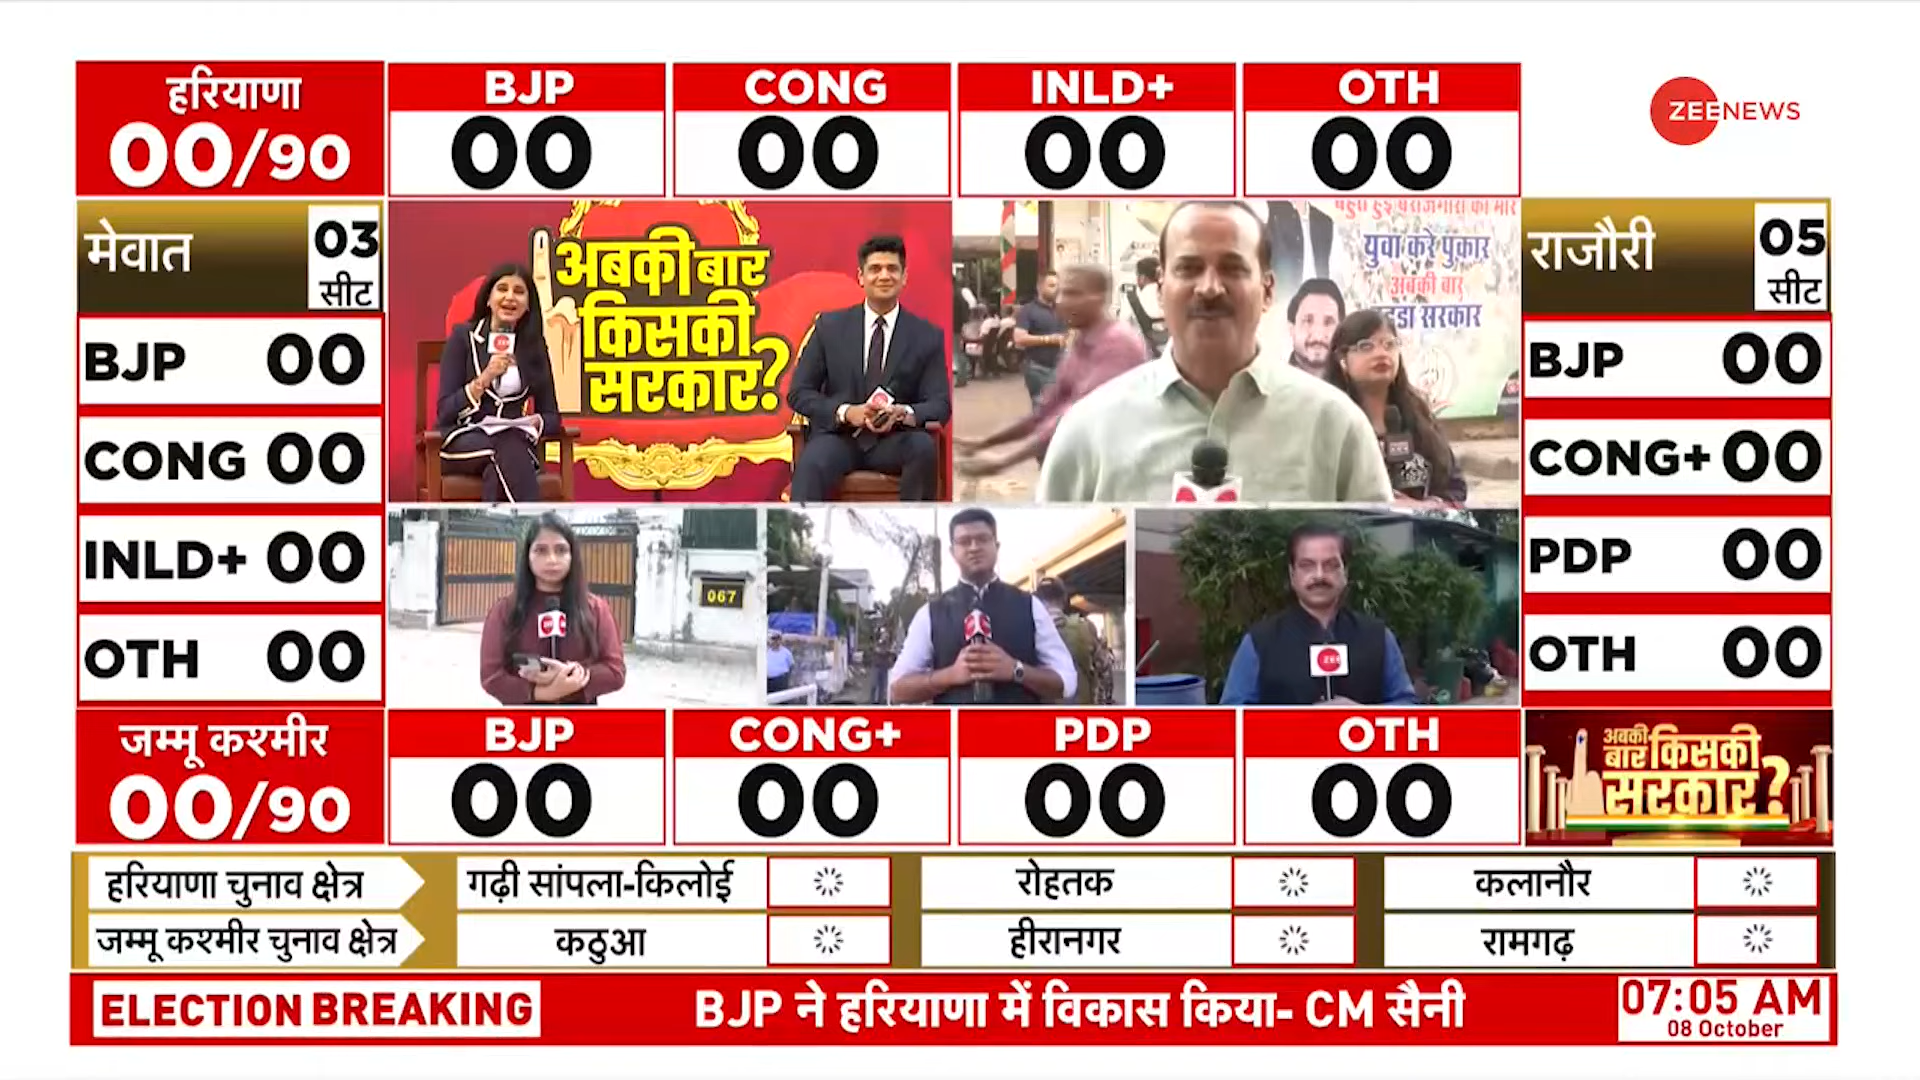 हरियाणा
00/90
BJP
00
CONG
00
INLD+
00
OTH
00
ZEENEWS
मेवात
03
सीट
BJP 00
CONG 00
INLD+ 00
OTH 00
अबकी बार
किसकी
सरकार?
युवा करे पुकार
अबकी बार
सरकार
067
ZEE
राजौरी
05
सीट
BJP 00
CONG+ 00
PDP 00
OTH 00
जम्मू कश्मीर
00/90
BJP
00
CONG+
00
PDP
00
OTH
00
अबकी
बार किसकी
सरकार?
हरियाणा चुनाव क्षेत्र
गढ़ी सांपला-किलोई
रोहतक
कलानौर
जम्मू कश्मीर चुनाव क्षेत्र
कठुआ
हीरानगर
रामगढ़
ELECTION BREAKING
BJP ने हरियाणा में विकास किया- CM सैनी
07:05 AM
08 October